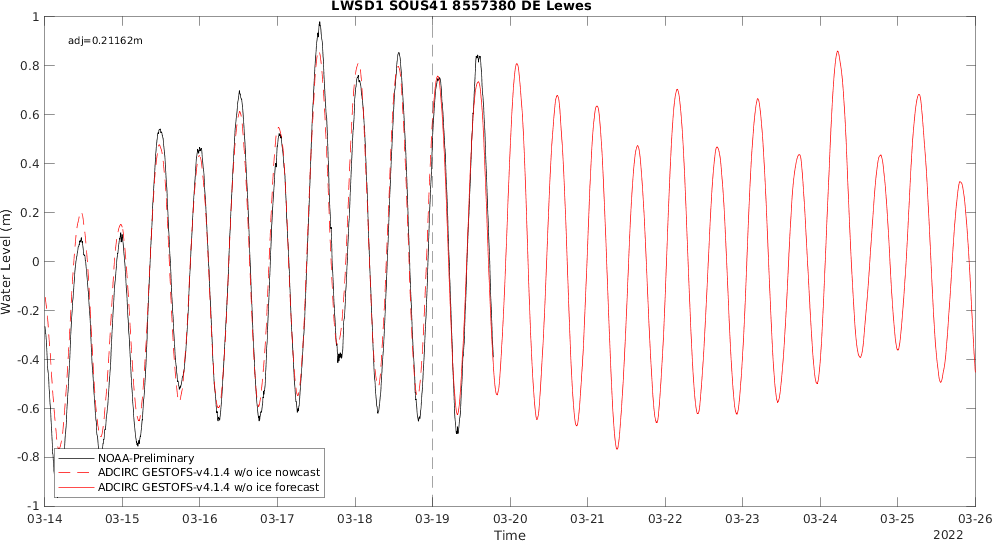 LWSD1 SOUS41 8557380 DE Lewes
adj=0.21162m
Water Level (m)
1
0.8
0.6
0.4
0.2
0
-0.2
-0.4
-0.6
-0.8
-1
NOAA-Preliminary
ADCIRC GESTOFS-v4.1.4 w/o ice nowcast
ADCIRC GESTOFS-v4.1.4 w/o ice forecast
03-14 03-15 03-16 03-17 03-18 03-19 03-20 03-21 03-22 03-23 03-24 03-25 03-26
Time
2022